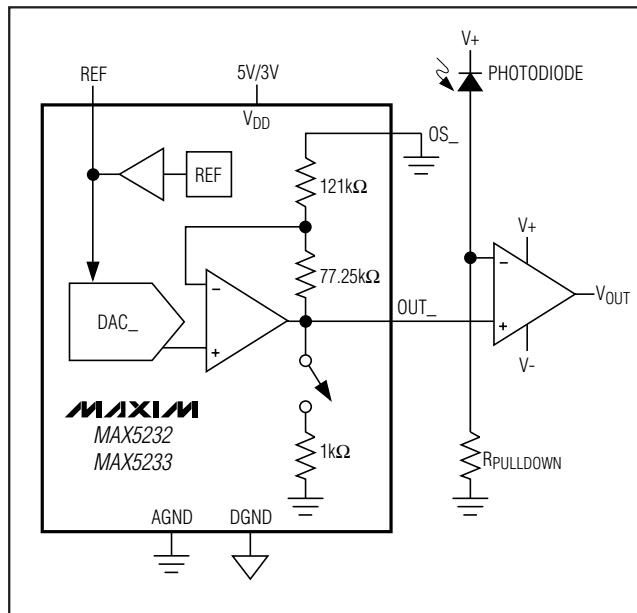 V+
REF
5V/3V
PHOTODIODE
VDD
OS_
REF
121kΩ
77.25kΩ
V+
−
−
DAC_
OUT_
VOUT
+
+
V-
MAXIM
MAX5232
MAX5233
1kΩ
RPULLDOWN
AGND
DGND